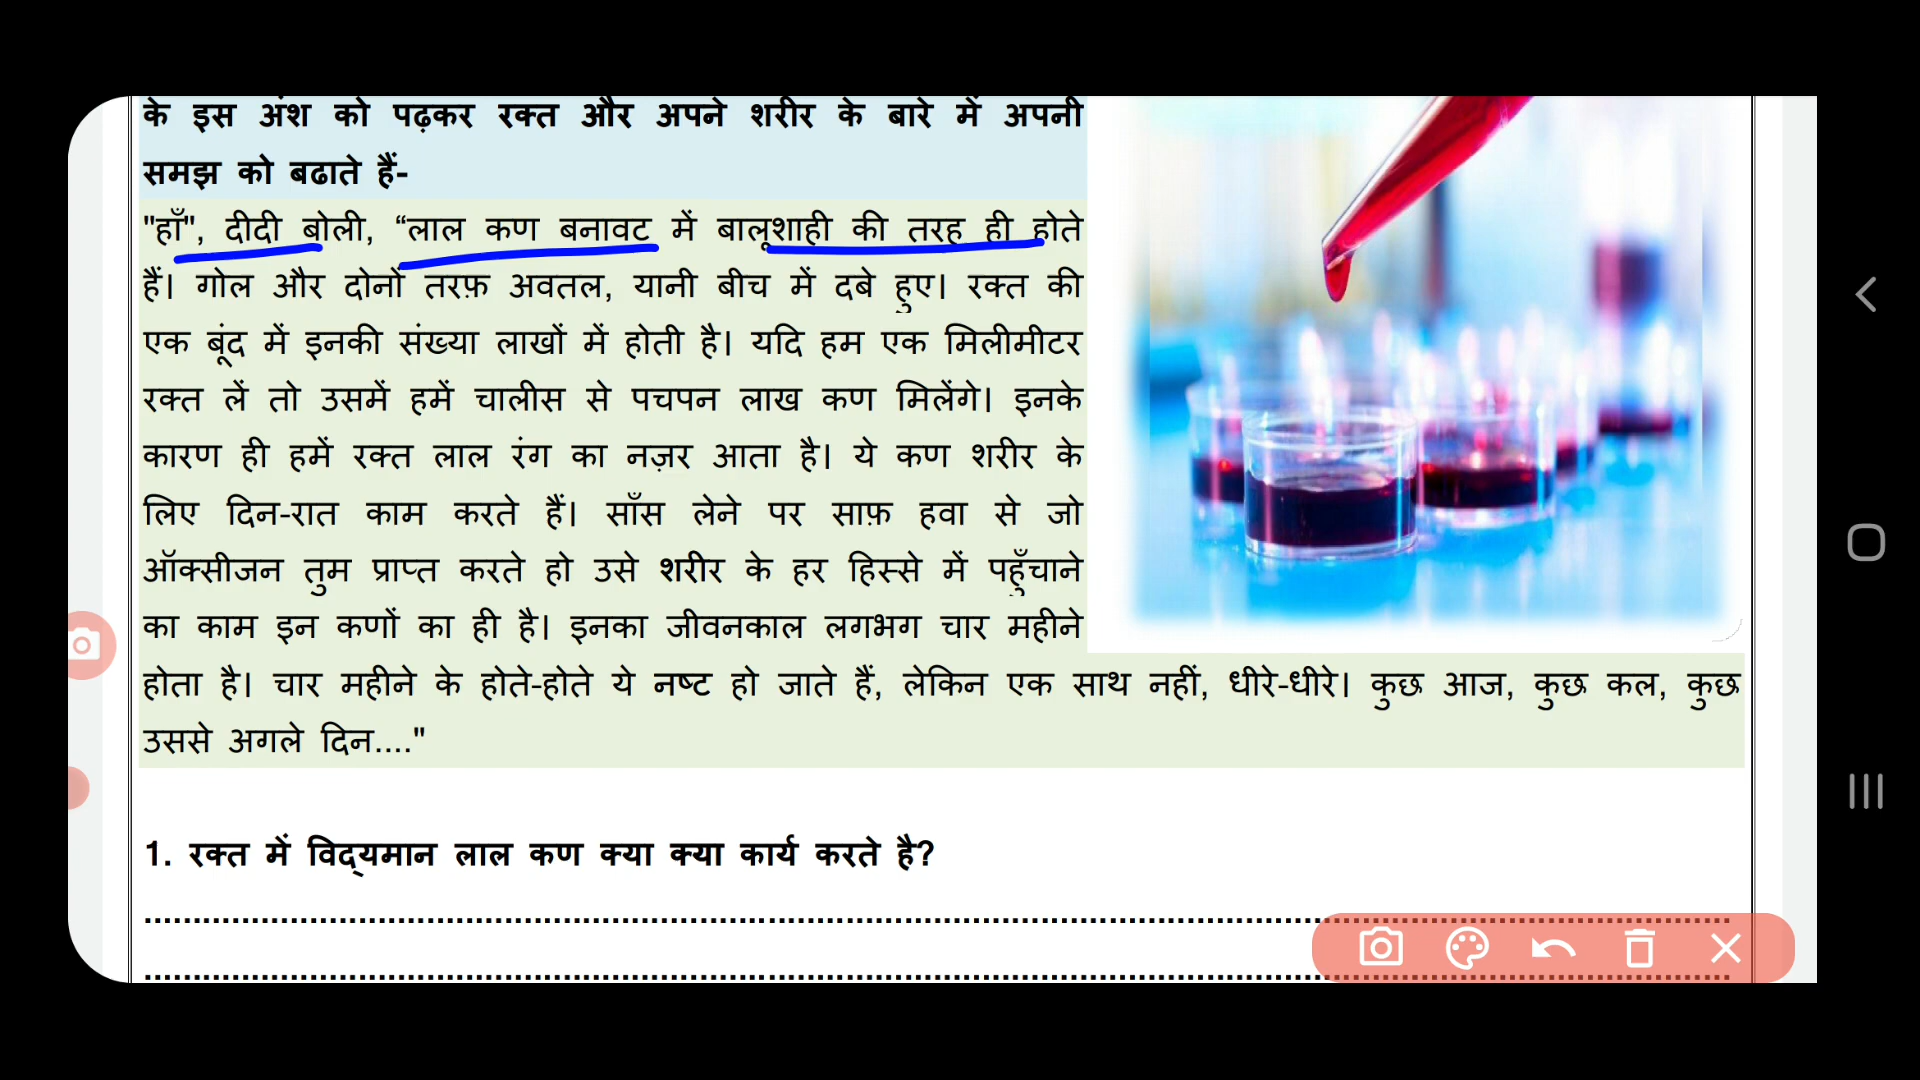 के इस अंश को पढ़कर रक्त और अपने शरीर के बारे में अपनी
समझ को बढाते हैं-
"हाँ", दीदी बोली, “लाल कण बनावट में बालूशाही की तरह ही होते
हैं। गोल और दोनों तरफ़ अवतल, यानी बीच में दबे हुए। रक्त की
एक बूंद में इनकी संख्या लाखों में होती है। यदि हम एक मिलीमीटर
रक्त लें तो उसमें हमें चालीस से पचपन लाख कण मिलेंगे। इनके
कारण ही हमें रक्त लाल रंग का नज़र आता है। ये कण शरीर के
लिए दिन-रात काम करते हैं। साँस लेने पर साफ़ हवा से जो
ऑक्सीजन तुम प्राप्त करते हो उसे शरीर के हर हिस्से में पहुँचाने
का काम इन कणों का ही है। इनका जीवनकाल लगभग चार महीने
होता है। चार महीने के होते-होते ये नष्ट हो जाते हैं, लेकिन एक साथ नहीं, धीरे-धीरे। कुछ आज, कुछ कल, कुछ
उससे अगले दिन...."
1. रक्त में विद्‌यमान लाल कण क्या क्या कार्य करते है?